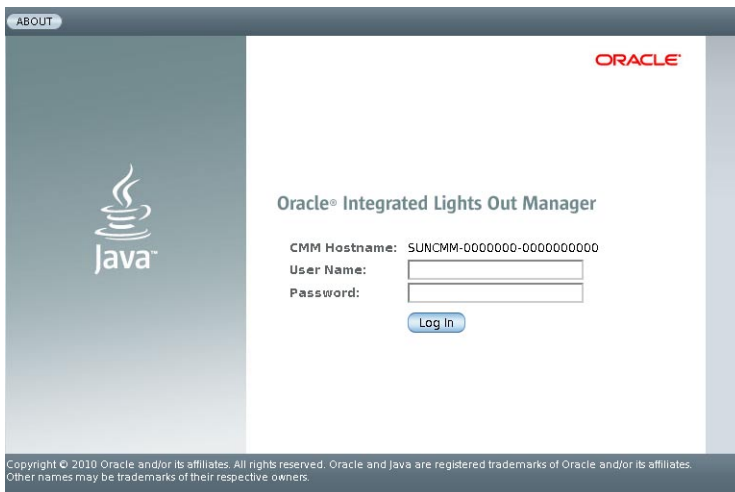 ABOUT
ORACLE®
Java™
Oracle® Integrated Lights Out Manager
CMM Hostname: SUNCMM-0000000-0000000000
User Name:
Password:
Log In
Copyright © 2010 Oracle and/or its affiliates. All rights reserved. Oracle and Java are registered trademarks of Oracle and/or its affiliates.
Other names may be trademarks of their respective owners.